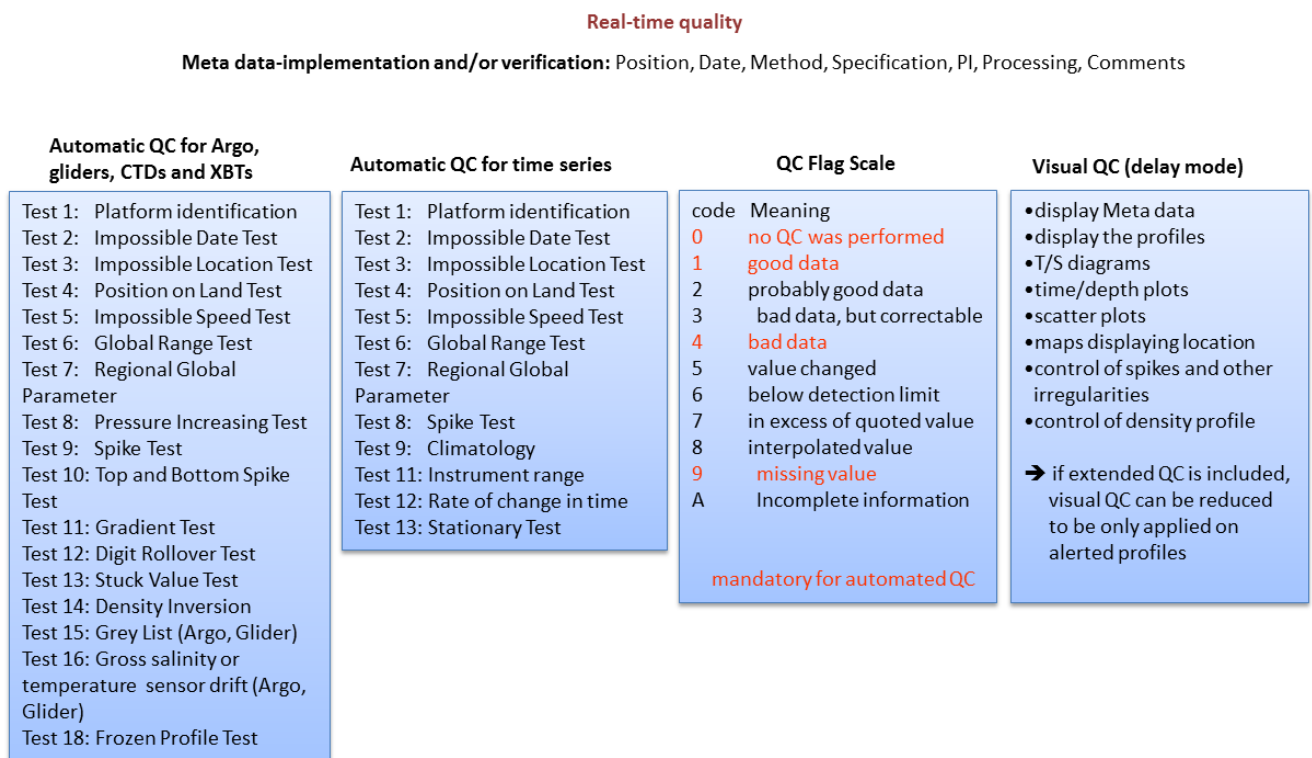 Real-time quality
Meta data-implementation and/or verification: Position, Date, Method, Specification, PI, Processing, Comments
Automatic QC for Argo,
gliders, CTDs and XBTs
Test 1: Platform identification
Test 2: Impossible Date Test
Test 3: Impossible Location Test
Test 4: Position on Land Test
Test 5: Impossible Speed Test
Test 6: Global Range Test
Test 7: Regional Global
Parameter
Test 8: Pressure Increasing Test
Test 9: Spike Test
Test 10: Top and Bottom Spike
Test
Test 11: Gradient Test
Test 12: Digit Rollover Test
Test 13: Stuck Value Test
Test 14: Density Inversion
Test 15: Grey List (Argo, Glider)
Test 16: Gross salinity or
temperature sensor drift (Argo,
Glider)
Test 18: Frozen Profile Test
Automatic QC for time series
Test 1: Platform identification
Test 2: Impossible Date Test
Test 3: Impossible Location Test
Test 4: Position on Land Test
Test 5: Impossible Speed Test
Test 6: Global Range Test
Test 7: Regional Global
Parameter
Test 8: Spike Test
Test 9: Climatology
Test 11: Instrument range
Test 12: Rate of change in time
Test 13: Stationary Test
QC Flag Scale
code Meaning
0 no QC was performed
1 good data
2 probably good data
3 bad data, but correctable
4 bad data
5 value changed
6 below detection limit
7 in excess of quoted value
8 interpolated value
9 missing value
A Incomplete information
mandatory for automated QC
Visual QC (delay mode)
•display Meta data
•display the profiles
•T/S diagrams
•time/depth plots
•scatter plots
•maps displaying location
•control of spikes and other
irregularities
•control of density profile
➔ if extended QC is included,
visual QC can be reduced
to be only applied on
alerted profiles